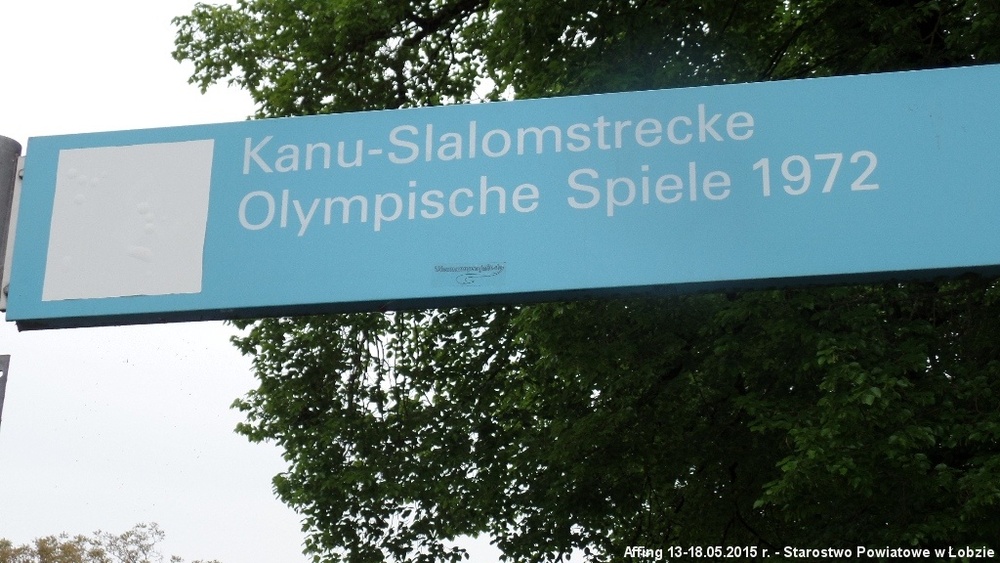 Kanu-Slalomstrecke
Olympische Spiele 1972
Affing 13-18.05.2015 r. - Starostwo Powiatowe w Łobzie